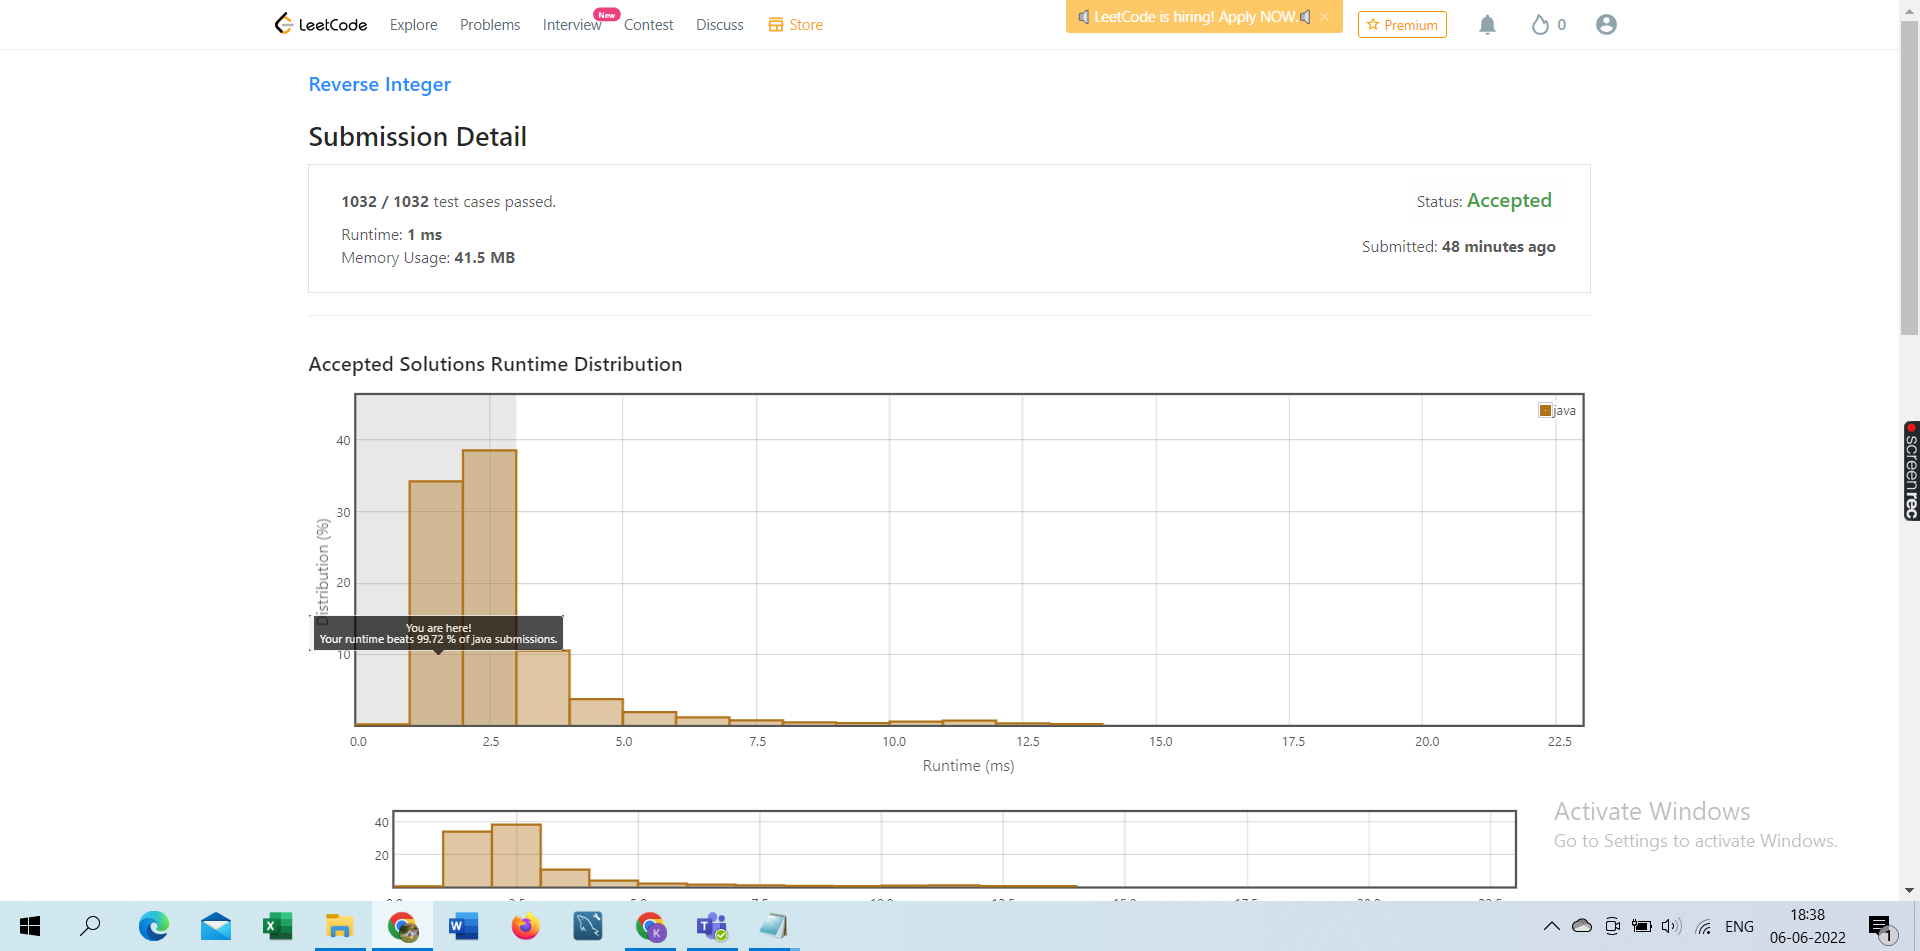 LeetCode Explore Problems Interview New Contest Discuss Store LeetCode is hiring! Apply NOW. × Premium 0
Reverse Integer
Submission Detail
1032 / 1032 test cases passed.
Status: Accepted
Runtime: 1 ms
Submitted: 48 minutes ago
Memory Usage: 41.5 MB
Accepted Solutions Runtime Distribution
java
40
30
20
10
Distribution (%)
You are here!
Your runtime beats 99.72 % of java submissions.
0.0 2.5 5.0 7.5 10.0 12.5 15.0 17.5 20.0 22.5
Runtime (ms)
40
20
Activate Windows
Go to Settings to activate Windows.
screenrec
K
ENG
18:38
06-06-2022
1